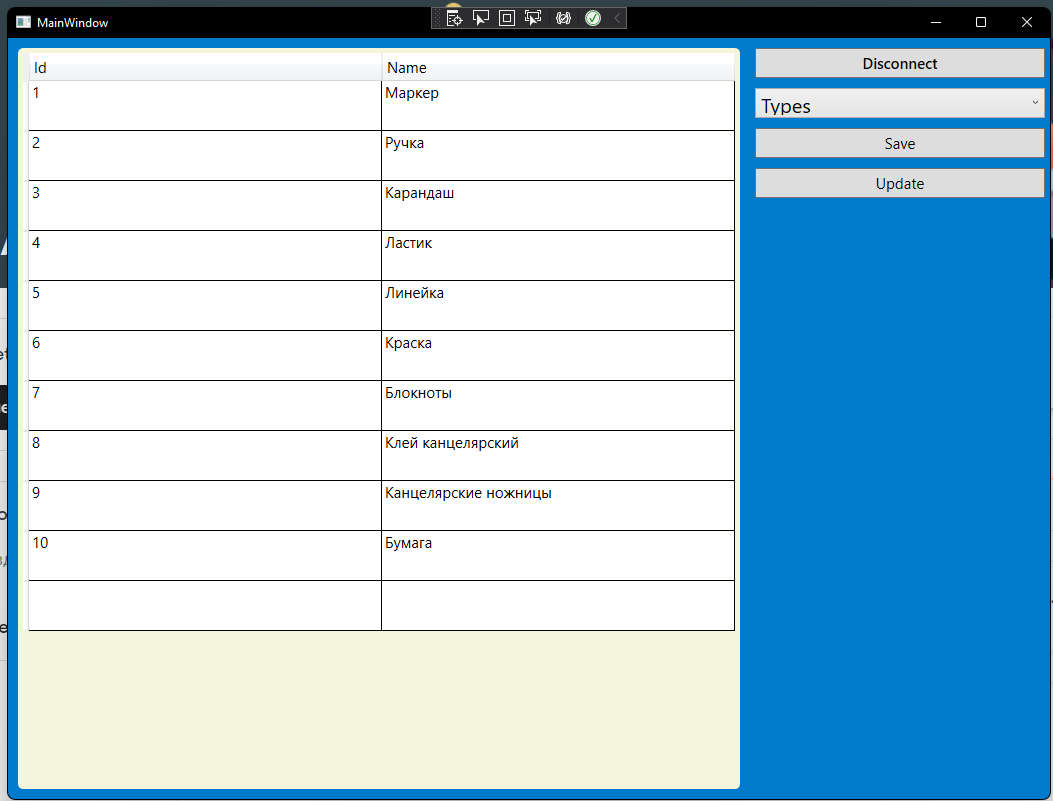 MainWindow
Id Name
1 Маркер
2 Ручка
3 Карандаш
4 Ластик
5 Линейка
6 Краска
7 Блокноты
8 Клей канцелярский
9 Канцелярские ножницы
10 Бумага
Disconnect
Types
Save
Update